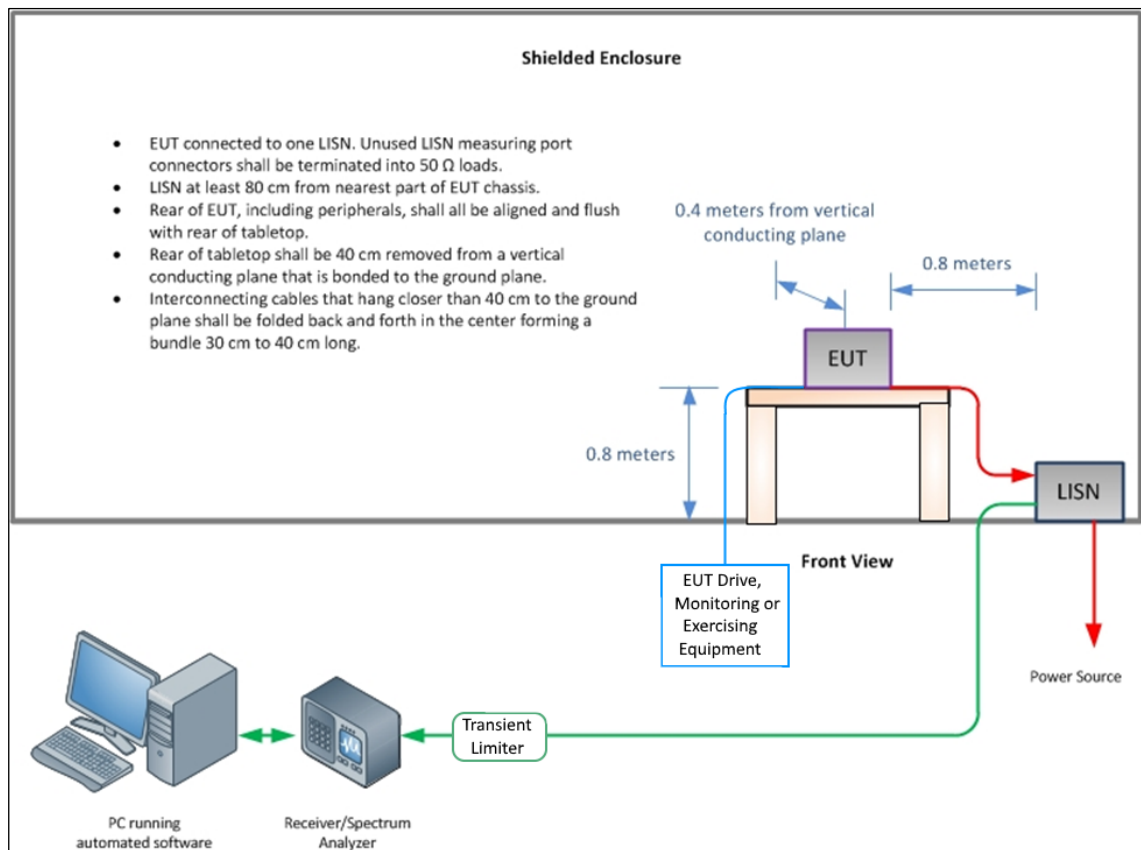 Shielded Enclosure
• EUT connected to one LISN. Unused LISN measuring port
connectors shall be terminated into 50 Ω loads.
• LISN at least 80 cm from nearest part of EUT chassis.
• Rear of EUT, including peripherals, shall all be aligned and flush
with rear of tabletop.
• Rear of tabletop shall be 40 cm removed from a vertical
conducting plane that is bonded to the ground plane.
• Interconnecting cables that hang closer than 40 cm to the ground
plane shall be folded back and forth in the center forming a
bundle 30 cm to 40 cm long.
0.4 meters from vertical
conducting plane
0.8 meters
EUT
0.8 meters
LISN
Front View
EUT Drive,
Monitoring or
Exercising
Equipment
Power Source
Transient
Limiter
PC running
automated software
Receiver/Spectrum
Analyzer